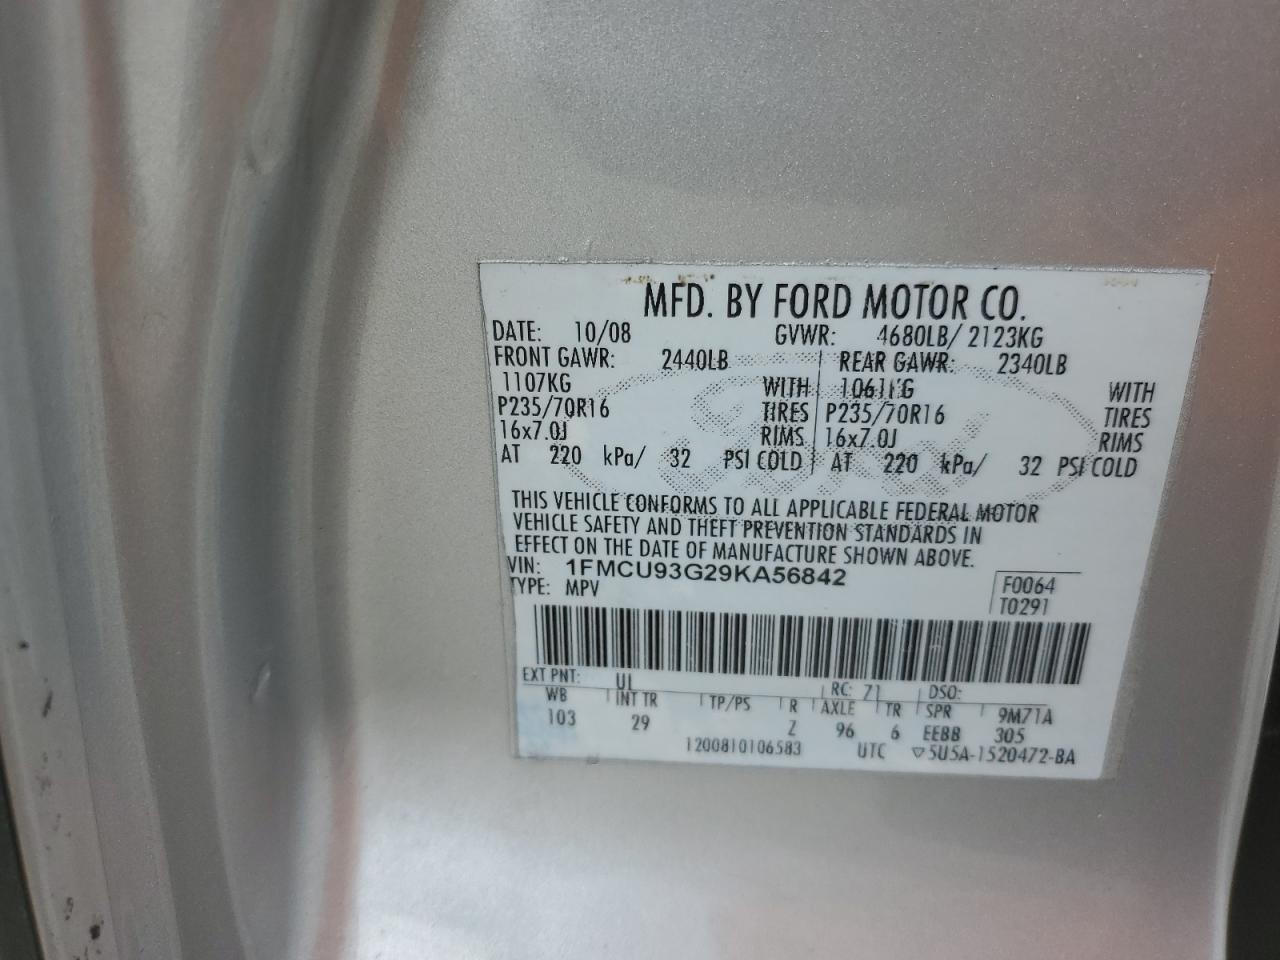 MFD. BY FORD MOTOR CO.
DATE: 10/08 GVWR: 4680LB/ 2123KG
FRONT GAWR: 2440LB REAR GAWR: 2340LB
1107KG WITH 1061KG WITH
P235/70R16 TIRES P235/70R16 TIRES
16x7.0J RIMS 16x7.0J RIMS
AT 220 kPa/ 32 PSI COLD AT 220 kPa/ 32 PSI COLD
THIS VEHICLE CONFORMS TO ALL APPLICABLE FEDERAL MOTOR
VEHICLE SAFETY AND THEFT PREVENTION STANDARDS IN
EFFECT ON THE DATE OF MANUFACTURE SHOWN ABOVE.
VIN: 1FMCU93G29KA56842
TYPE: MPV
F0064
T0291
EXT PNT: UI RC: 71 DSO:
WB INT TR TP/PS R AXLE TR SPR 9M71A
103 29 Z 96 6 EEBB 305
1200810106583 UTC ▽5U5A-1520472-BA